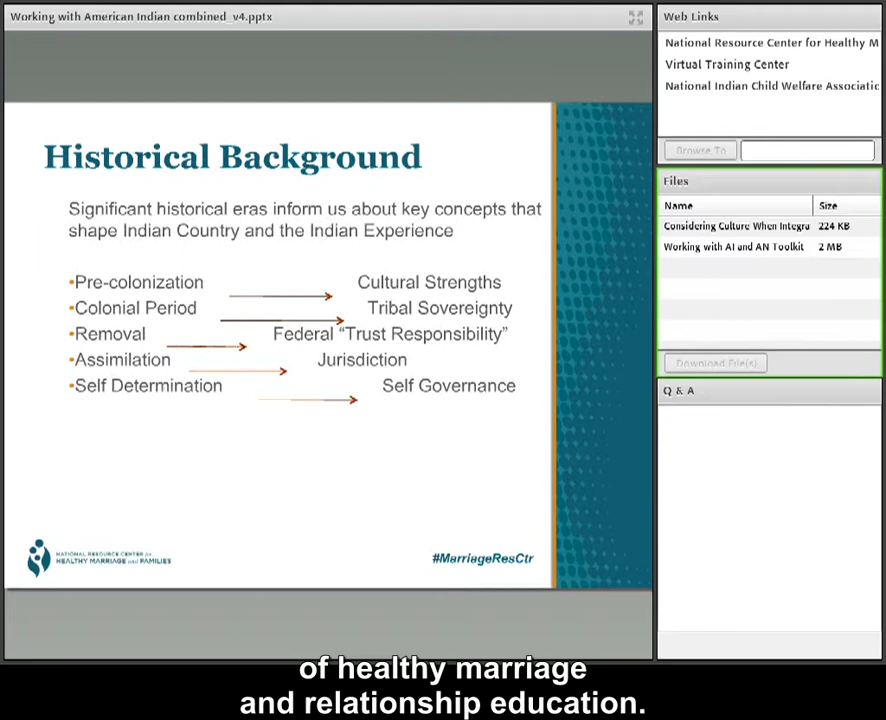 Working with American Indian combined_v4.pptx
Historical Background
Significant historical eras inform us about key concepts that
shape Indian Country and the Indian Experience
•Pre-colonization Cultural Strengths
•Colonial Period Tribal Sovereignty
•Removal Federal “Trust Responsibility”
•Assimilation Jurisdiction
•Self Determination Self Governance
NATIONAL RESOURCE CENTER for
HEALTHY MARRIAGE and FAMILIES
#MarriageResCtr
Web Links
National Resource Center for Healthy M
Virtual Training Center
National Indian Child Welfare Associatic
Browse To
Files
Name Size
Considering Culture When Integra 224 KB
Working with AI and AN Toolkit 2 MB
Download File(s)
Q & A
of healthy marriage
and relationship education.